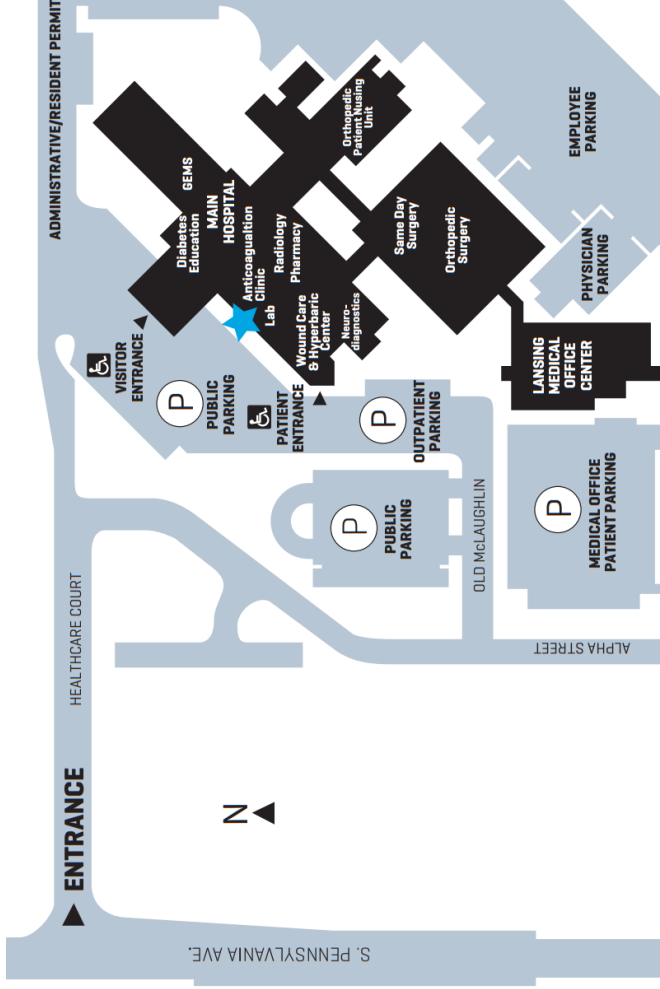 ADMINISTRATIVE/RESIDENT PERMIT
GEMS
Diabetes
Education
MAIN
HOSPITAL
Anticoagualtion
Clinic
Lab
Radiology
Pharmacy
Wound Care
& Hyperbaric
Center
Neuro-
diagnostics
Orthopedic
Patient Nusing
Unit
Same Day
Surgery
Orthopedic
Surgery
EMPLOYEE
PARKING
PHYSICIAN
PARKING
LANSING
MEDICAL
OFFICE
CENTER
VISITOR
ENTRANCE
P
PUBLIC
PARKING
PATIENT
ENTRANCE
P
OUTPATIENT
PARKING
P
PUBLIC
PARKING
P
MEDICAL OFFICE
PATIENT PARKING
OLD McLAUGHLIN
HEALTHCARE COURT
ALPHA STREET
ENTRANCE
N
S. PENNSYLVANIA AVE.